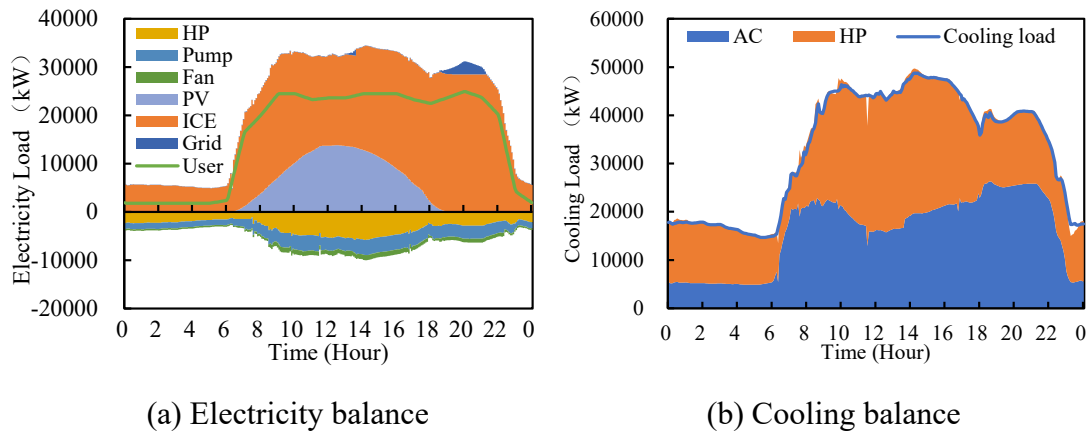 40000
30000
20000
10000
0
-10000
-20000
Electricity Load （kW）
HP
Pump
Fan
PV
ICE
Grid
User
0 2 4 6 8 10 12 14 16 18 20 22 0
Time (Hour)
(a) Electricity balance
60000
50000
40000
30000
20000
10000
0
Cooling Load （kW）
AC HP Cooling load
0 2 4 6 8 10 12 14 16 18 20 22 0
Time (Hour)
(b) Cooling balance